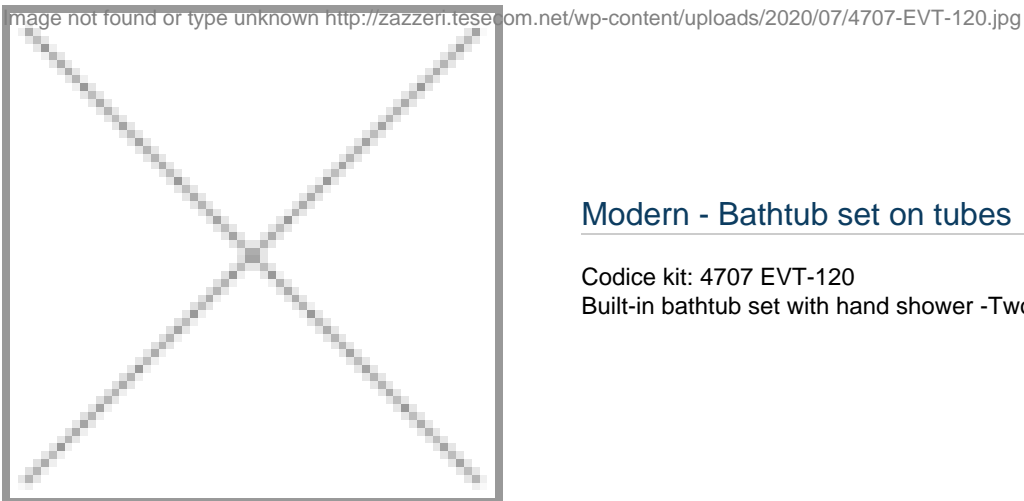 Image not found or type unknown http://zazzeri.tesecom.net/wp-content/uploads/2020/07/4707-EVT-120.jpg
Modern - Bathtub set on tubes
Codice kit: 4707 EVT-120
Built-in bathtub set with hand shower -Two